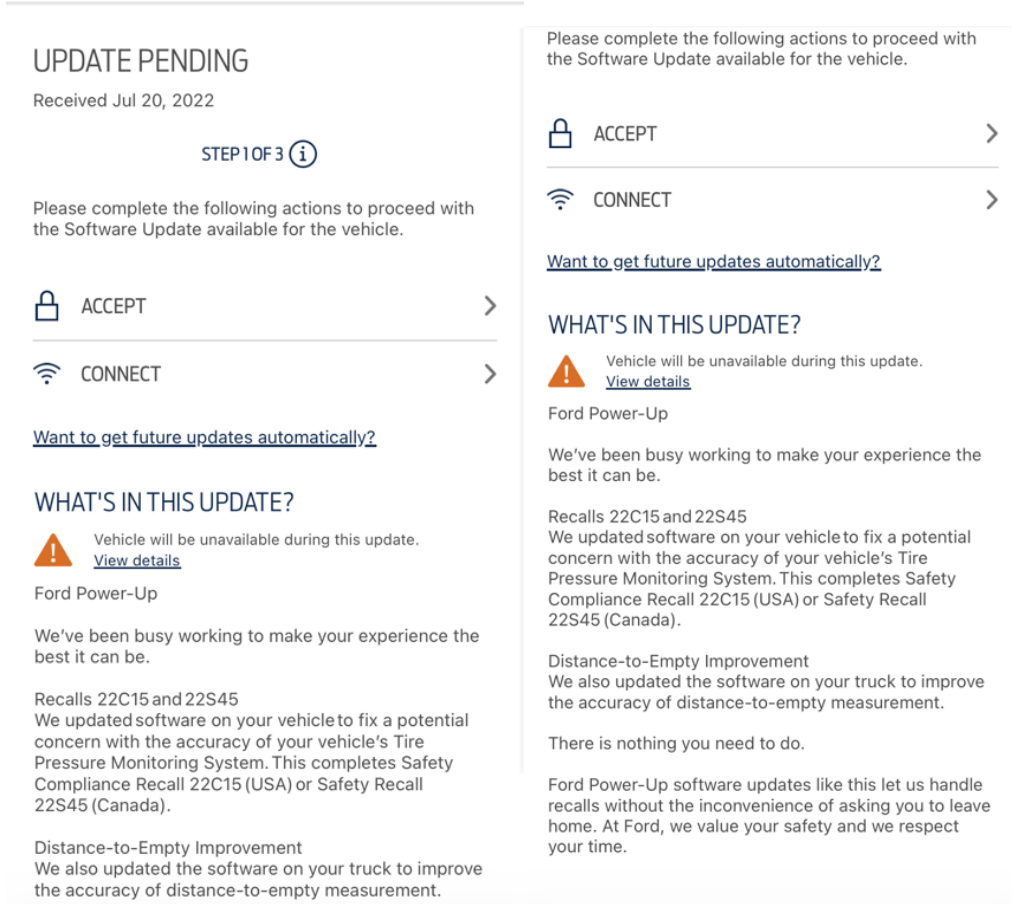 UPDATE PENDING
Received Jul 20, 2022
STEP 1 OF 3
Please complete the following actions to proceed with
the Software Update available for the vehicle.
ACCEPT
CONNECT
Want to get future updates automatically?
WHAT'S IN THIS UPDATE?
Vehicle will be unavailable during this update.
View details
Ford Power-Up
We've been busy working to make your experience the
best it can be.
Recalls 22C15 and 22S45
We updated software on your vehicle to fix a potential
concern with the accuracy of your vehicle's Tire
Pressure Monitoring System. This completes Safety
Compliance Recall 22C15 (USA) or Safety Recall
22S45 (Canada).
Distance-to-Empty Improvement
We also updated the software on your truck to improve
the accuracy of distance-to-empty measurement.
Please complete the following actions to proceed with
the Software Update available for the vehicle.
ACCEPT
CONNECT
Want to get future updates automatically?
WHAT'S IN THIS UPDATE?
Vehicle will be unavailable during this update.
View details
Ford Power-Up
We've been busy working to make your experience the
best it can be.
Recalls 22C15 and 22S45
We updated software on your vehicle to fix a potential
concern with the accuracy of your vehicle's Tire
Pressure Monitoring System. This completes Safety
Compliance Recall 22C15 (USA) or Safety Recall
22S45 (Canada).
Distance-to-Empty Improvement
We also updated the software on your truck to improve
the accuracy of distance-to-empty measurement.
There is nothing you need to do.
Ford Power-Up software updates like this let us handle
recalls without the inconvenience of asking you to leave
home. At Ford, we value your safety and we respect
your time.